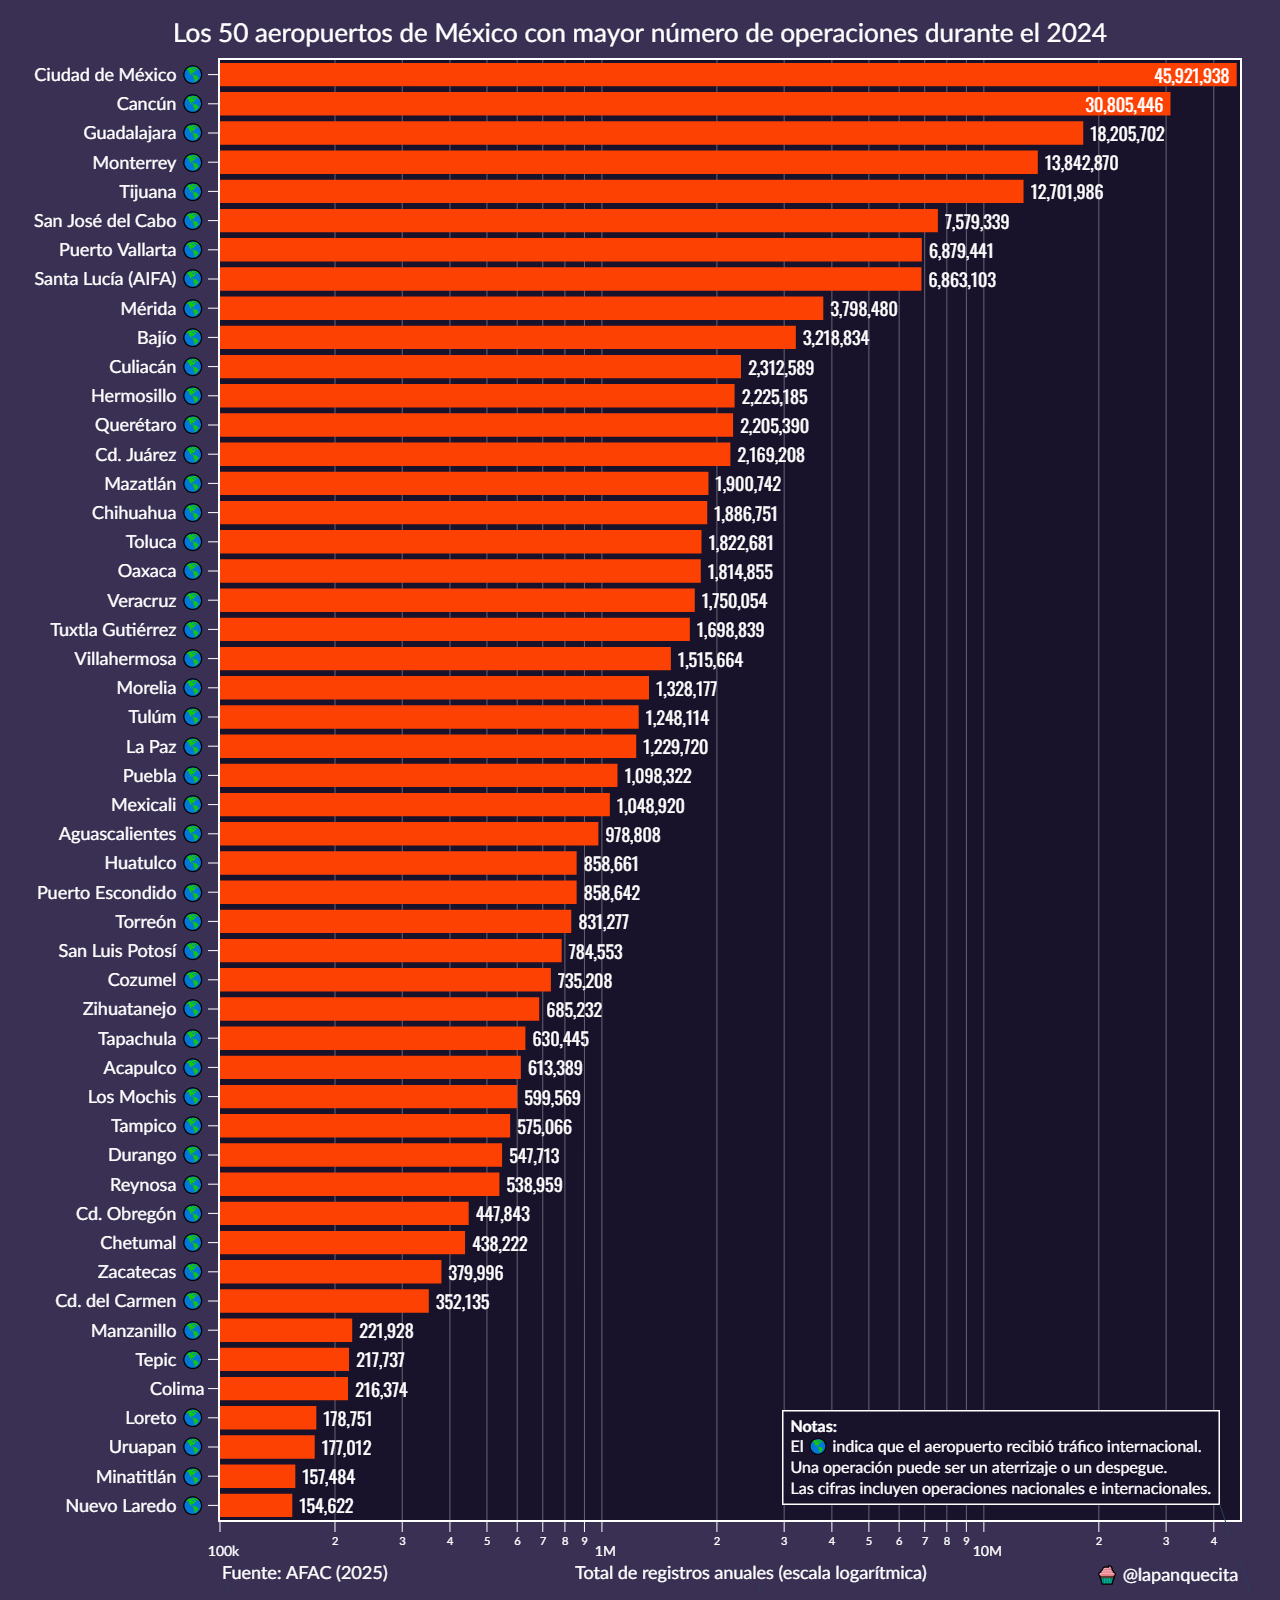 Los 50 aeropuertos de México con mayor número de operaciones durante el 2024
Ciudad de México 45,921,938
Cancún 30,805,446
Guadalajara 18,205,702
Monterrey 13,842,870
Tijuana 12,701,986
San José del Cabo 7,579,339
Puerto Vallarta 6,879,441
Santa Lucía (AIFA) 6,863,103
Mérida 3,798,480
Bajío 3,218,834
Culiacán 2,312,589
Hermosillo 2,225,185
Querétaro 2,205,390
Cd. Juárez 2,169,208
Mazatlán 1,900,742
Chihuahua 1,886,751
Toluca 1,822,681
Oaxaca 1,814,855
Veracruz 1,750,054
Tuxtla Gutiérrez 1,698,839
Villahermosa 1,515,664
Morelia 1,328,177
Tulúm 1,248,114
La Paz 1,229,720
Puebla 1,098,322
Mexicali 1,048,920
Aguascalientes 978,808
Huatulco 858,661
Puerto Escondido 858,642
Torreón 831,277
San Luis Potosí 784,553
Cozumel 735,208
Zihuatanejo 685,232
Tapachula 630,445
Acapulco 613,389
Los Mochis 599,569
Tampico 575,066
Durango 547,713
Reynosa 538,959
Cd. Obregón 447,843
Chetumal 438,222
Zacatecas 379,996
Cd. del Carmen 352,135
Manzanillo 221,928
Tepic 217,737
Colima 216,374
Loreto 178,751
Uruapan 177,012
Minatitlán 157,484
Nuevo Laredo 154,622
Notas:
El 🌎 indica que el aeropuerto recibió tráfico internacional.
Una operación puede ser un aterrizaje o un despegue.
Las cifras incluyen operaciones nacionales e internacionales.
100k 2 3 4 5 6 7 8 9 1M 2 3 4 5 6 7 8 9 10M 2 3 4
Fuente: AFAC (2025) Total de registros anuales (escala logarítmica) @lapanquecita